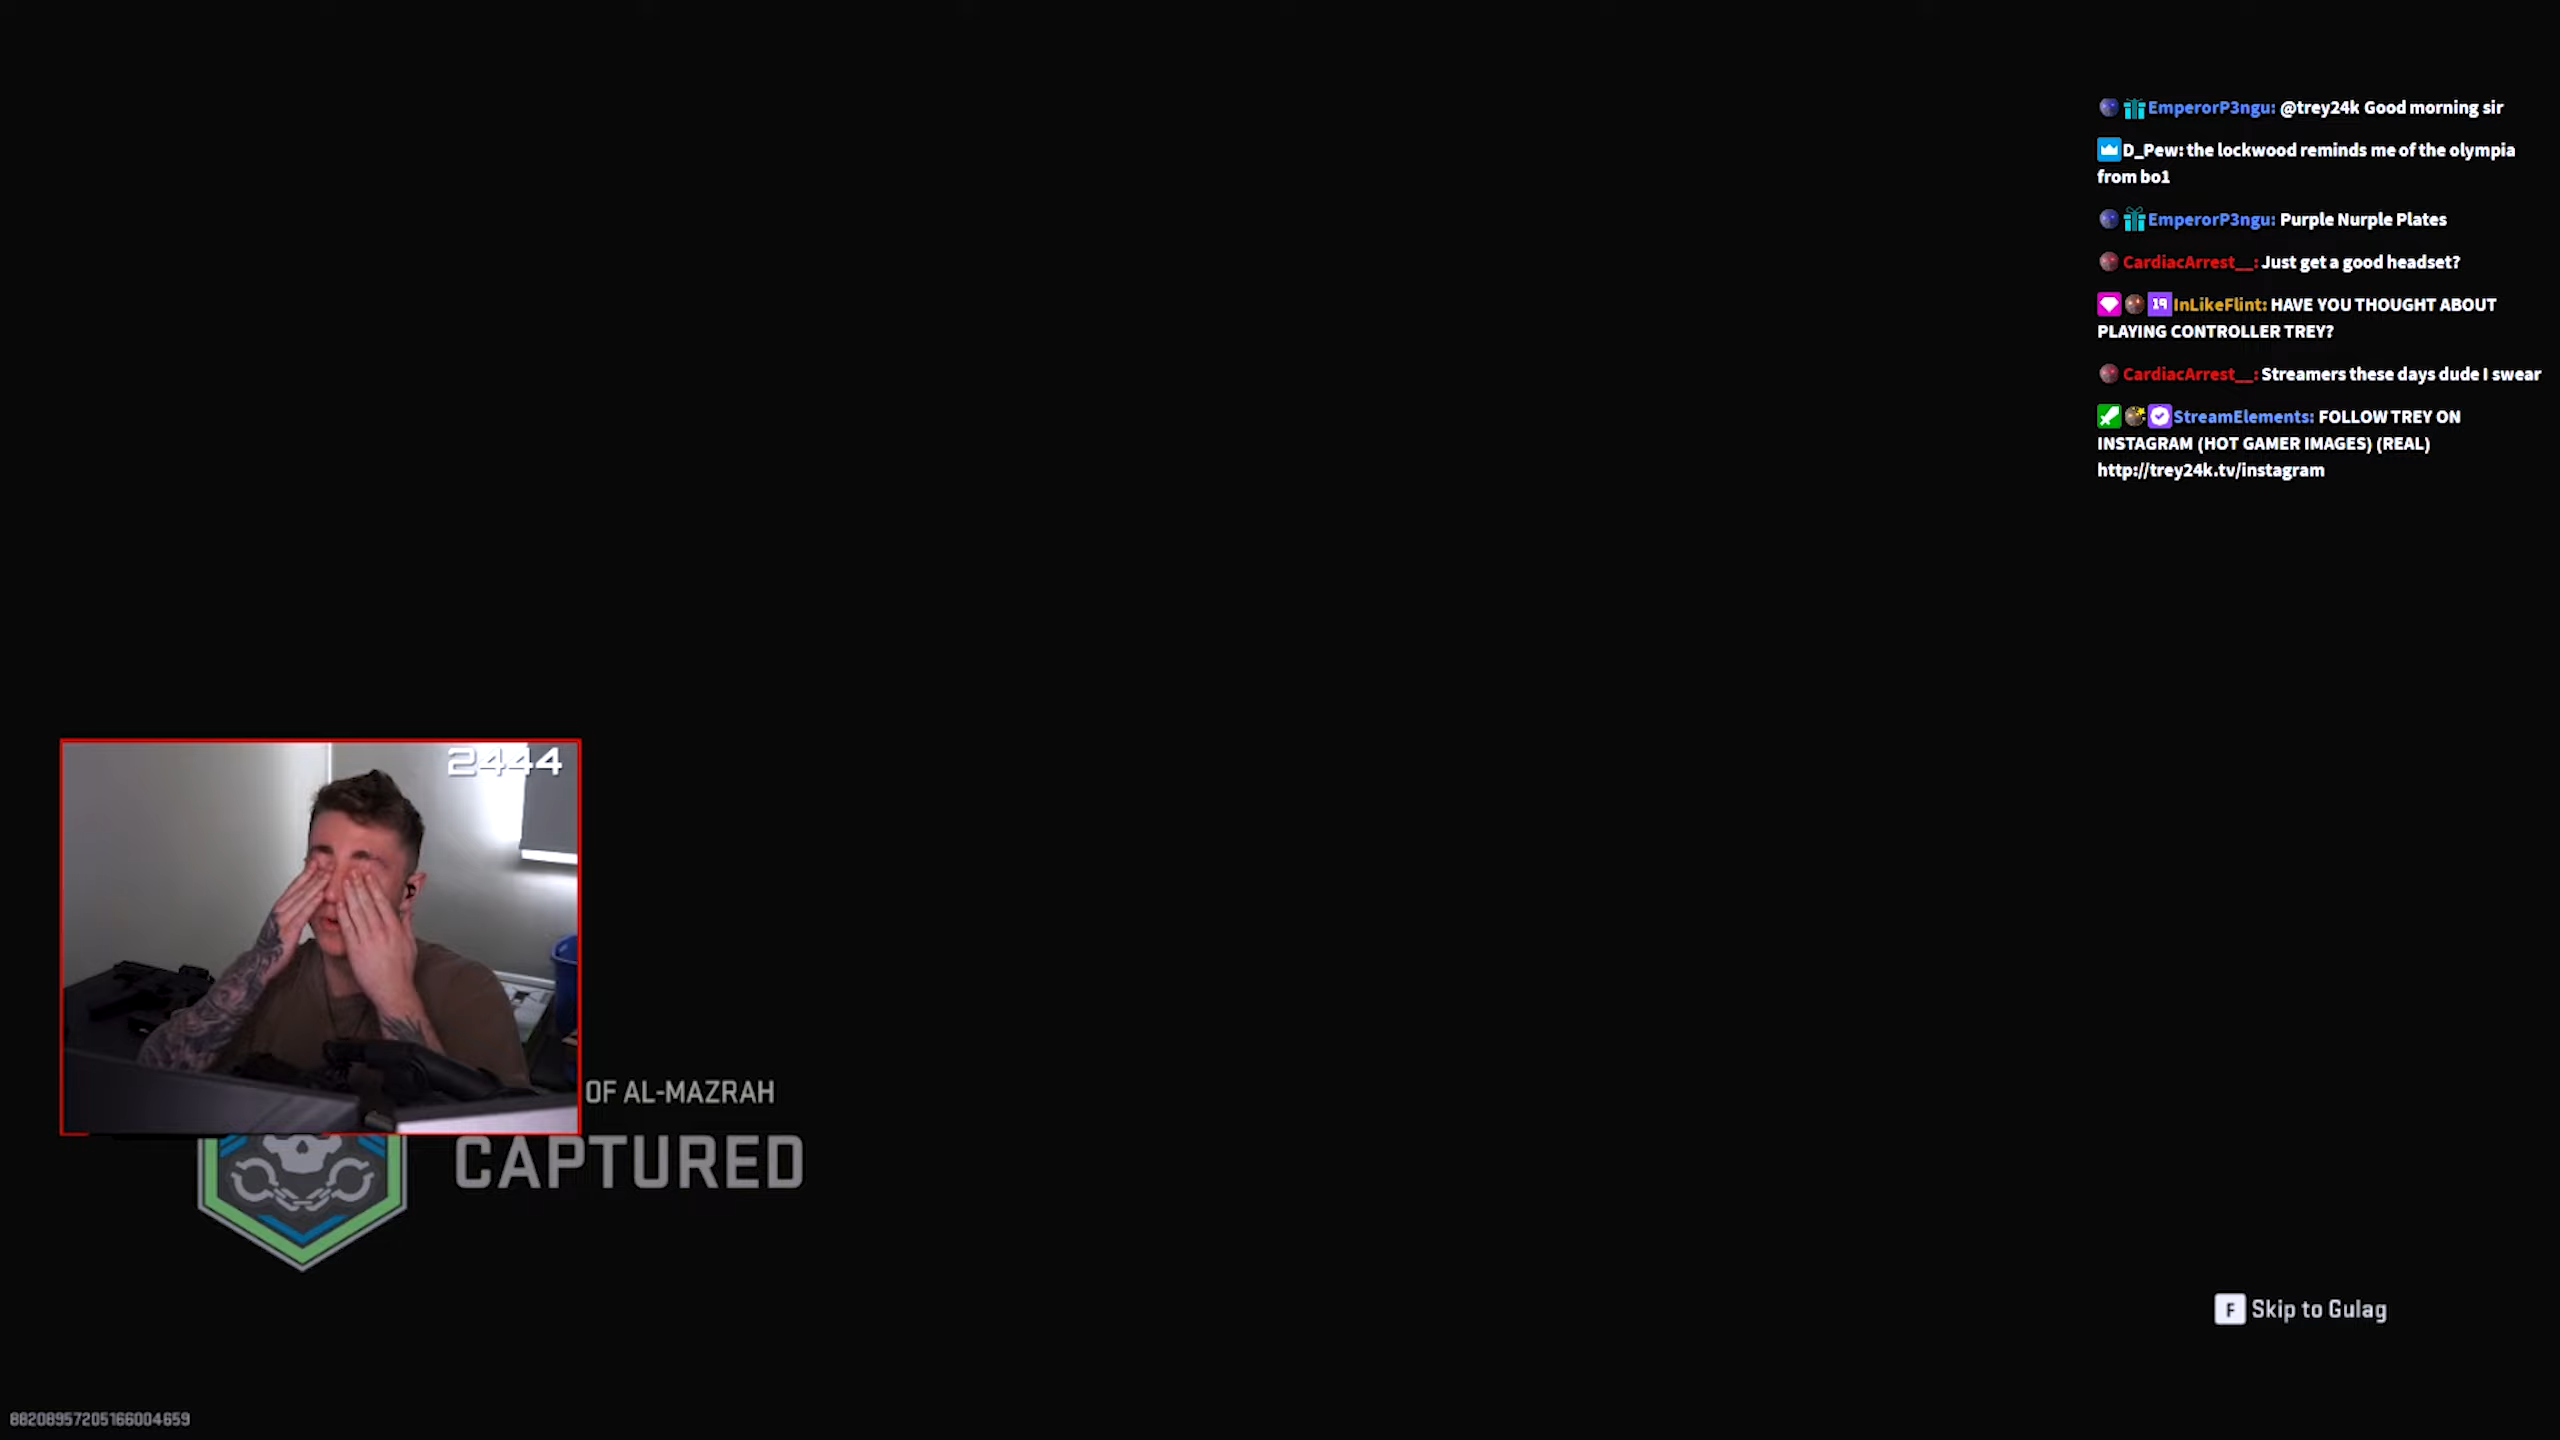 EmperorP3ngu: @trey24k Good morning sir
D_Pew: the lockwood reminds me of the olympia
from bo1
EmperorP3ngu: Purple Nurple Plates
CardiacArrest__: Just get a good headset?
19 InLikeFlint: HAVE YOU THOUGHT ABOUT
PLAYING CONTROLLER TREY?
CardiacArrest__: Streamers these days dude I swear
StreamElements: FOLLOW TREY ON
INSTAGRAM (HOT GAMER IMAGES) (REAL)
http://trey24k.tv/instagram
2444
OF AL-MAZRAH
CAPTURED
F Skip to Gulag
88208957205166004659